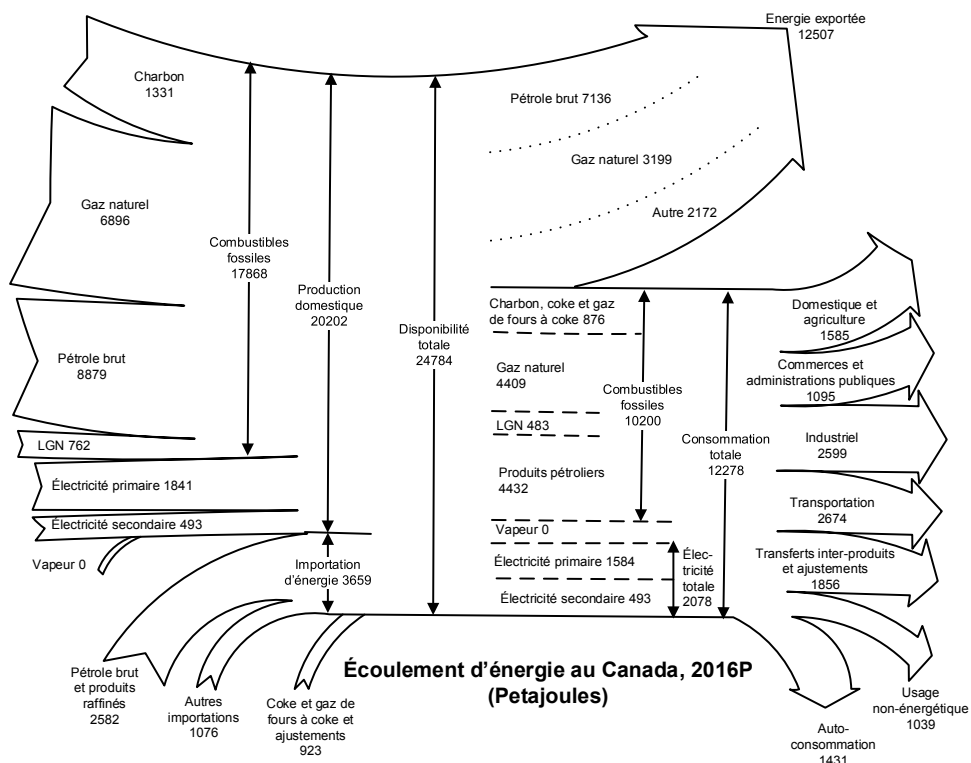 Energie exportée
12507
Charbon
1331
Pétrole brut 7136
Gaz naturel 3199
Autre 2172
Gaz naturel
6896
Combustibles
fossiles
17868
Production
domestique
20202
Disponibilité
totale
24784
Charbon, coke et gaz
de fours à coke 876
Gaz naturel
4409
LGN 483
Produits pétroliers
4432
Combustibles
fossiles
10200
Consommation
totale
12278
Domestique et
agriculture
1585
Commerces et
administrations publiques
1095
Industriel
2599
Transportation
2674
Transferts inter-produits
et ajustements
1856
Pétrole brut
8879
LGN 762
Électricité primaire 1841
Électricité secondaire 493
Vapeur 0
Importation
d'énergie 3659
Vapeur 0
Électricité primaire 1584
Électricité secondaire 493
Élec-
tricité
totale
2078
Pétrole brut
et produits
raffinés
2582
Autres
importations
1076
Coke et gaz de
fours à coke et
ajustements
923
Écoulement d'énergie au Canada, 2016P
(Petajoules)
Auto-
consommation
1431
Usage
non-énergétique
1039